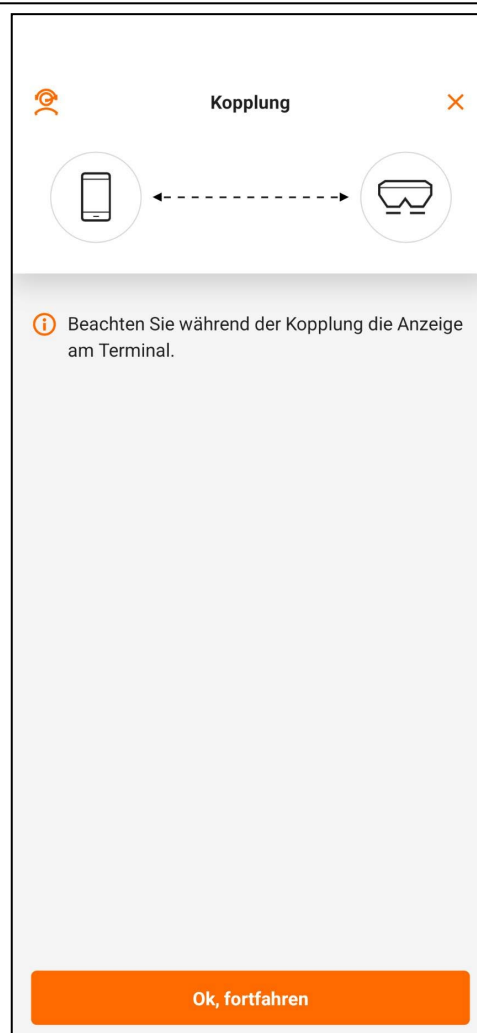 Kopplung
Beachten Sie während der Kopplung die Anzeige
am Terminal.
Ok, fortfahren